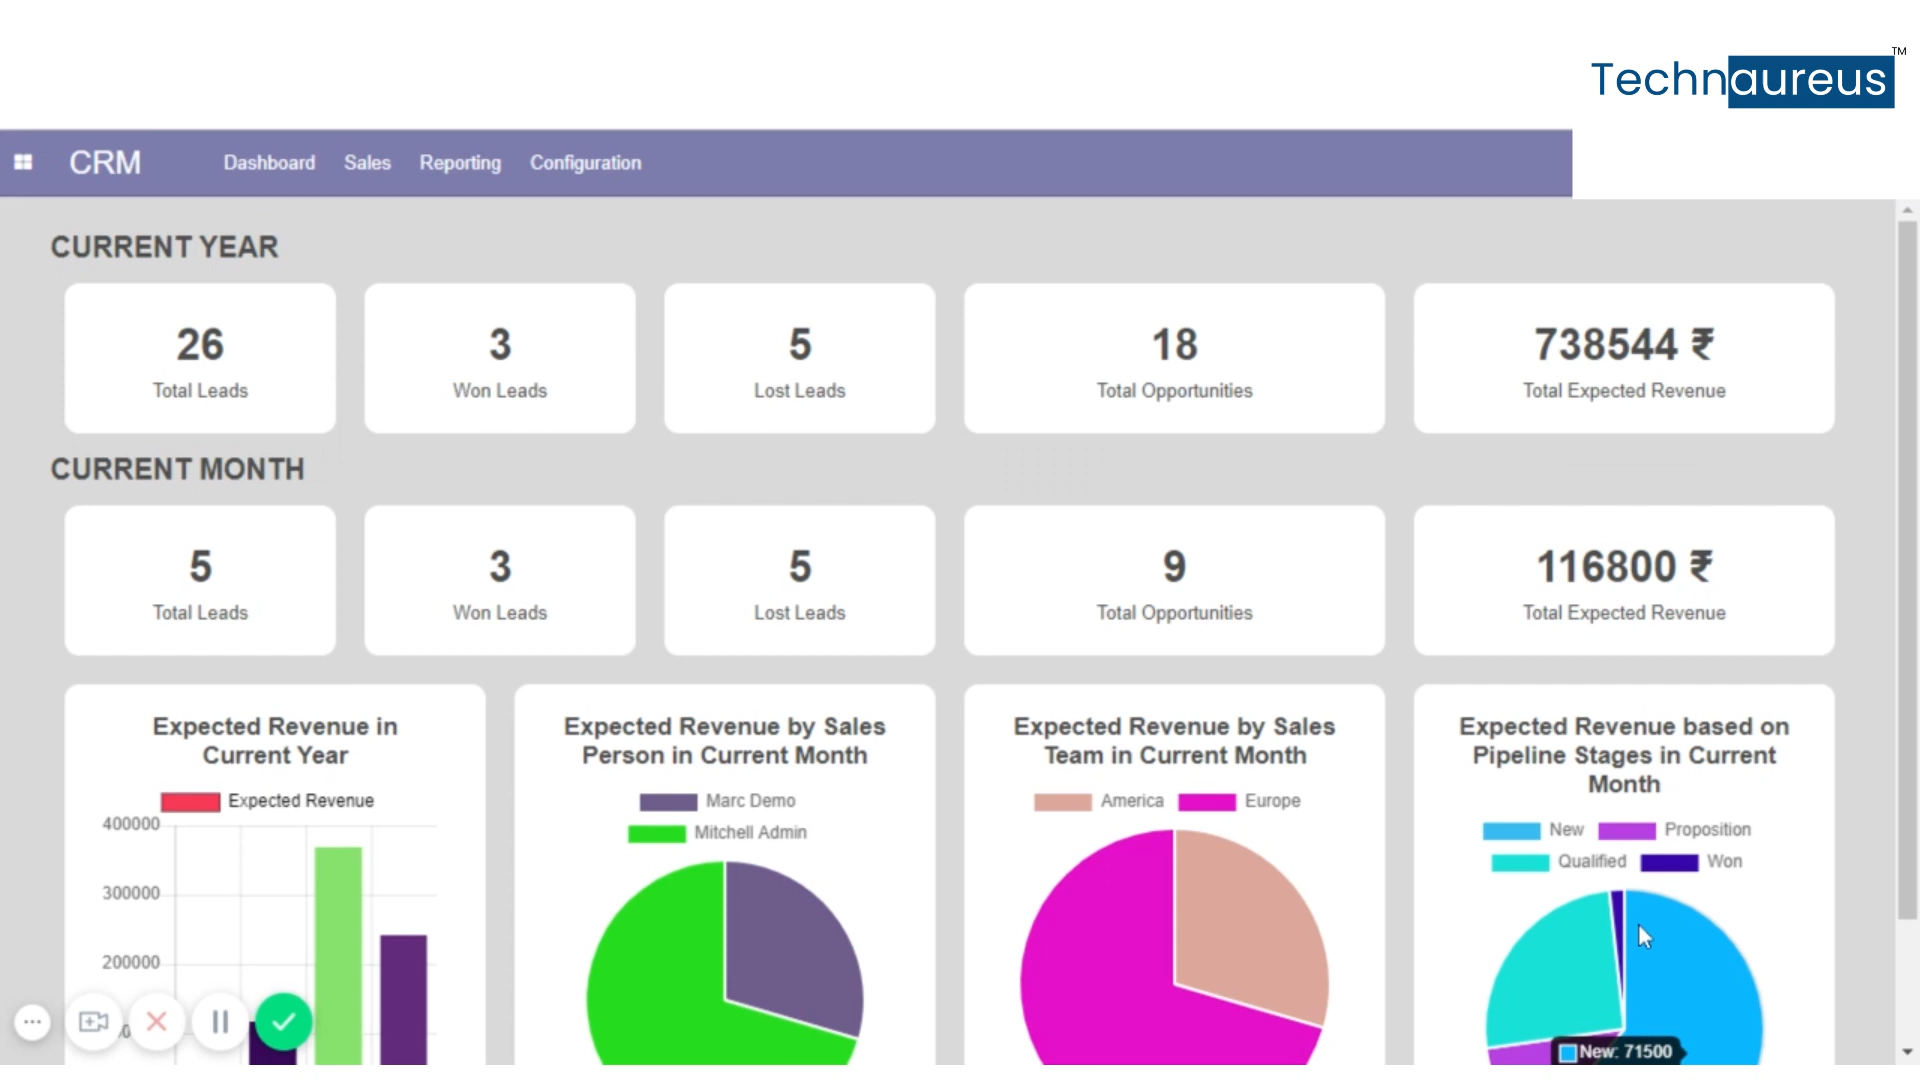 Technaureus™
CRM Dashboard Sales Reporting Configuration
CURRENT YEAR
26 3 5 18 738544 ₹
Total Leads Won Leads Lost Leads Total Opportunities Total Expected Revenue
CURRENT MONTH
5 3 5 9 116800 ₹
Total Leads Won Leads Lost Leads Total Opportunities Total Expected Revenue
Expected Revenue in
Current Year
Expected Revenue
400000
300000
200000
Expected Revenue by Sales
Person in Current Month
Marc Demo
Mitchell Admin
Expected Revenue by Sales
Team in Current Month
America Europe
Expected Revenue based on
Pipeline Stages in Current
Month
New Proposition
Qualified Won
New: 71500